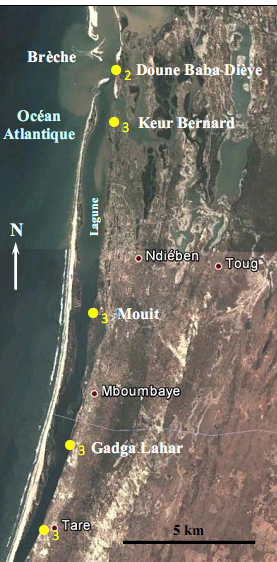 Brèche
2 Doune Baba Dièye
Océan
Atlantique
3 Keur Bernard
Lagune
N
Ndiében
Toug
3 Mouit
Mboumbaye
3 Gadga Lahar
Tare
3
5 km